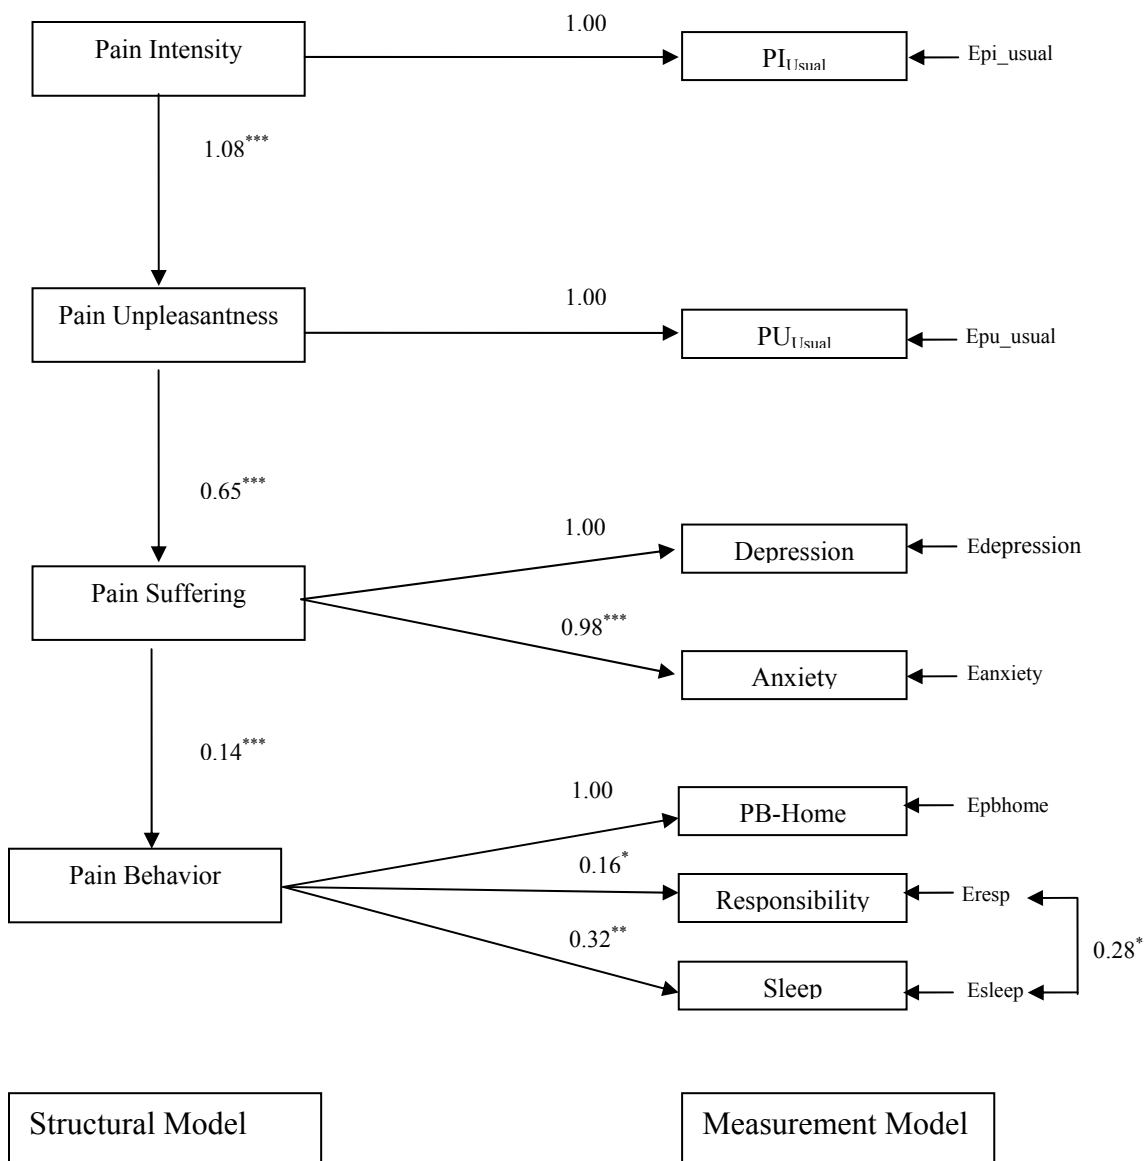 1.00
Pain Intensity
PI_Usual
Epi_usual
1.08***
1.00
Pain Unpleasantness
PU_Usual
Epu_usual
0.65***
1.00
Depression
Edepression
Pain Suffering
0.98***
Anxiety
Eanxiety
0.14***
1.00
PB-Home
Epbhome
Pain Behavior
0.16*
Responsibility
Eresp
0.32**
0.28*
Sleep
Esleep
Structural Model
Measurement Model